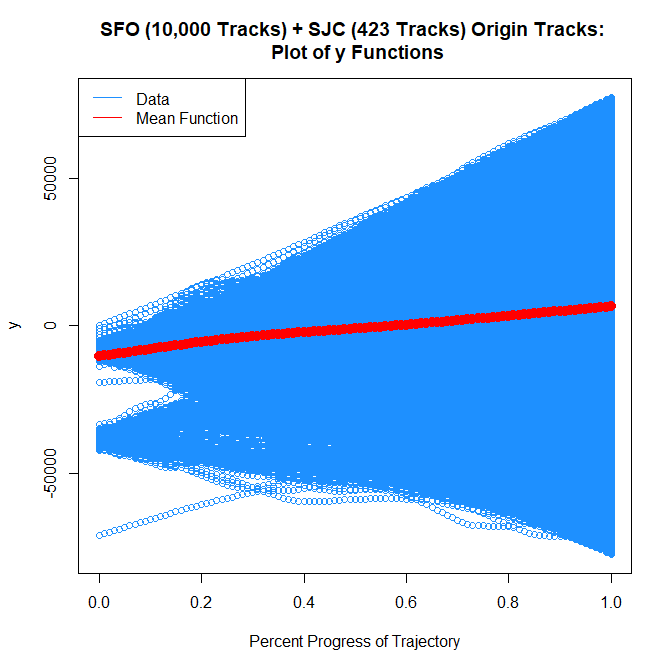 SFO (10,000 Tracks) + SJC (423 Tracks) Origin Tracks:
Plot of y Functions
Data
Mean Function
50000
0
-50000
y
0.0 0.2 0.4 0.6 0.8 1.0
Percent Progress of Trajectory